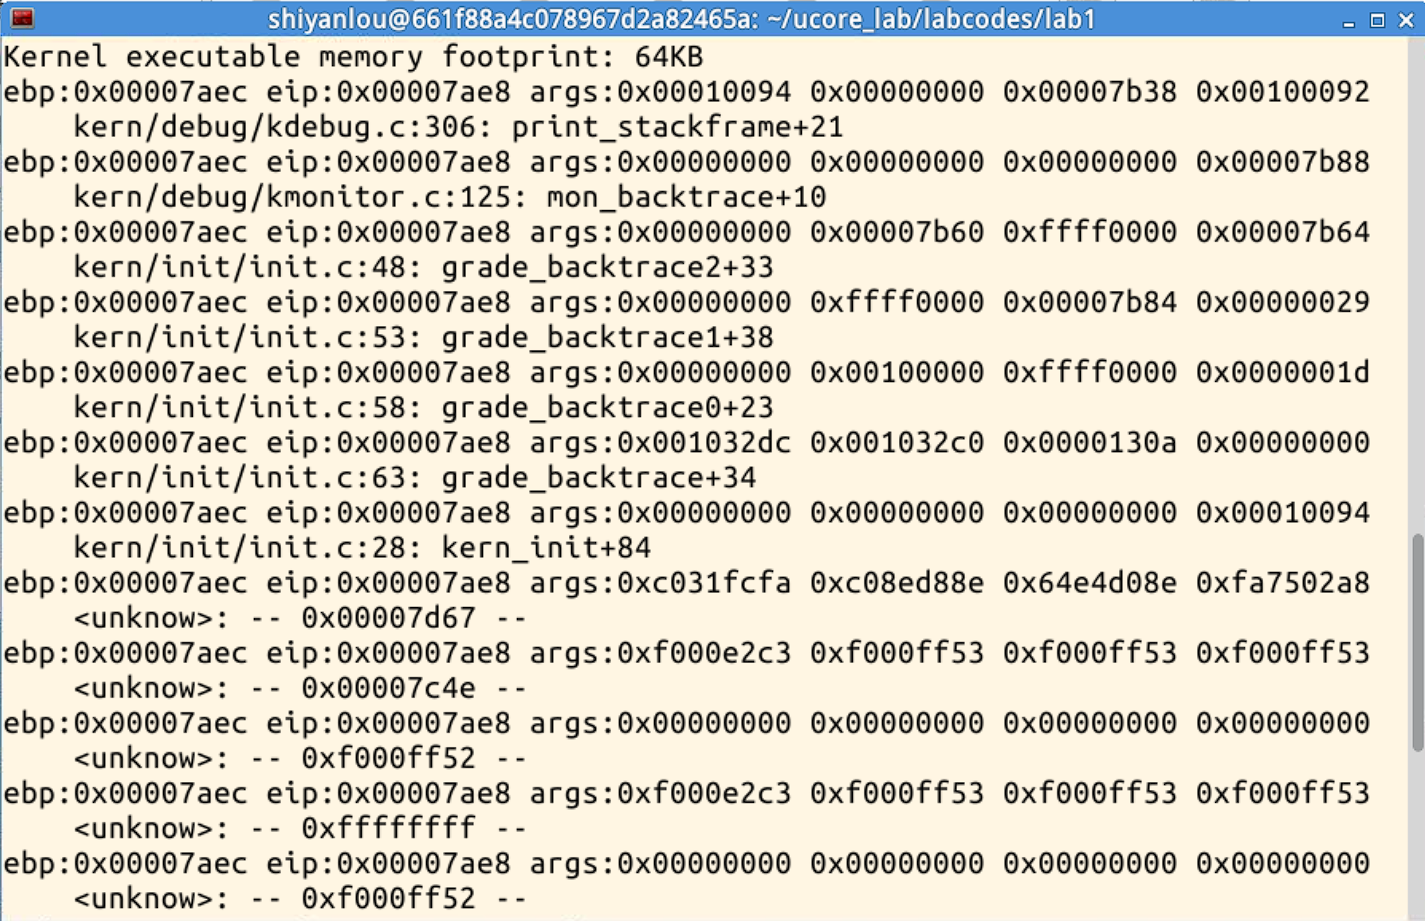 shiyanlou@661f88a4c078967d2a82465a: ~/ucore_lab/labcodes/lab1
Kernel executable memory footprint: 64KB
ebp:0x00007aec eip:0x00007ae8 args:0x00010094 0x00000000 0x00007b38 0x00100092
kern/debug/kdebug.c:306: print_stackframe+21
ebp:0x00007aec eip:0x00007ae8 args:0x00000000 0x00000000 0x00000000 0x00007b88
kern/debug/kmonitor.c:125: mon_backtrace+10
ebp:0x00007aec eip:0x00007ae8 args:0x00000000 0x00007b60 0xffff0000 0x00007b64
kern/init/init.c:48: grade_backtrace2+33
ebp:0x00007aec eip:0x00007ae8 args:0x00000000 0xffff0000 0x00007b84 0x00000029
kern/init/init.c:53: grade_backtrace1+38
ebp:0x00007aec eip:0x00007ae8 args:0x00000000 0x00100000 0xffff0000 0x0000001d
kern/init/init.c:58: grade_backtrace0+23
ebp:0x00007aec eip:0x00007ae8 args:0x001032dc 0x001032c0 0x0000130a 0x00000000
kern/init/init.c:63: grade_backtrace+34
ebp:0x00007aec eip:0x00007ae8 args:0x00000000 0x00000000 0x00000000 0x00010094
kern/init/init.c:28: kern_init+84
ebp:0x00007aec eip:0x00007ae8 args:0xc031fcfa 0xc08ed88e 0x64e4d08e 0xfa7502a8
<unknow>: -- 0x00007d67 --
ebp:0x00007aec eip:0x00007ae8 args:0xf000e2c3 0xf000ff53 0xf000ff53 0xf000ff53
<unknow>: -- 0x00007c4e --
ebp:0x00007aec eip:0x00007ae8 args:0x00000000 0x00000000 0x00000000 0x00000000
<unknow>: -- 0xf000ff52 --
ebp:0x00007aec eip:0x00007ae8 args:0xf000e2c3 0xf000ff53 0xf000ff53 0xf000ff53
<unknow>: -- 0xffffffff --
ebp:0x00007aec eip:0x00007ae8 args:0x00000000 0x00000000 0x00000000 0x00000000
<unknow>: -- 0xf000ff52 --